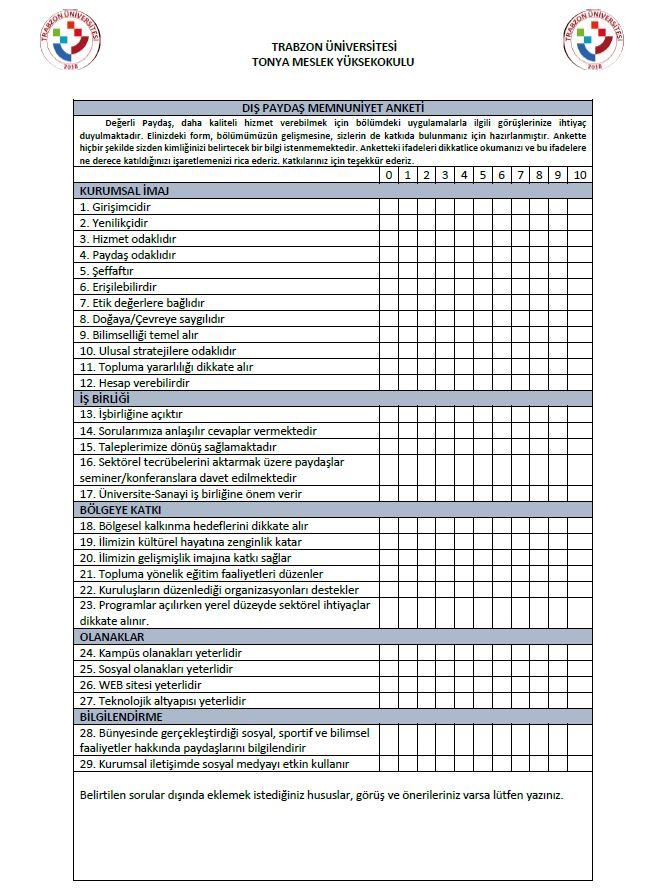 TRABZON ÜNİVERSİTESİ
2018
TRABZON ÜNİVERSİTESİ
2018
TRABZON ÜNİVERSİTESİ
TONYA MESLEK YÜKSEKOKULU
DIŞ PAYDAŞ MEMNUNİYET ANKETİ
Değerli Paydaş, daha kaliteli hizmet verebilmek için bölümdeki uygulamalarla ilgili görüşlerinize ihtiyaç
duyulmaktadır. Elinizdeki form, bölümümüzün gelişmesine, sizlerin de katkıda bulunmanız için hazırlanmıştır. Ankette
hiçbir şekilde sizden kimliğinizi belirtecek bir bilgi istenmemektedir. Anketteki ifadeleri dikkatlice okumanızı ve bu ifadelere
ne derece katıldığınızı işaretlemenizi rica ederiz. Katkılarınız için teşekkür ederiz.
0 1 2 3 4 5 6 7 8 9 10
KURUMSAL İMAJ
1. Girişimcidir
2. Yenilikçidir
3. Hizmet odaklıdır
4. Paydaş odaklıdır
5. Şeffaftır
6. Erişilebilirdir
7. Etik değerlere bağlıdır
8. Doğaya/Çevreye saygılıdır
9. Bilimselliği temel alır
10. Ulusal stratejilere odaklıdır
11. Topluma yararlılığı dikkate alır
12. Hesap verebilirdir
İŞ BİRLİĞİ
13. İşbirliğine açıktır
14. Sorularımıza anlaşılır cevaplar vermektedir
15. Taleplerimize dönüş sağlamaktadır
16. Sektörel tecrübelerini aktarmak üzere paydaşlar
seminer/konferanslara davet edilmektedir
17. Üniversite-Sanayi iş birliğine önem verir
BÖLGEYE KATKI
18. Bölgesel kalkınma hedeflerini dikkate alır
19. İlimizin kültürel hayatına zenginlik katar
20. İlimizin gelişmişlik imajına katkı sağlar
21. Topluma yönelik eğitim faaliyetleri düzenler
22. Kuruluşların düzenlediği organizasyonları destekler
23. Programlar açılırken yerel düzeyde sektörel ihtiyaçlar
dikkate alınır.
OLANAKLAR
24. Kampüs olanakları yeterlidir
25. Sosyal olanakları yeterlidir
26. WEB sitesi yeterlidir
27. Teknolojik altyapısı yeterlidir
BİLGİLENDİRME
28. Bünyesinde gerçekleştirdiği sosyal, sportif ve bilimsel
faaliyetler hakkında paydaşlarını bilgilendirir
29. Kurumsal iletişimde sosyal medyayı etkin kullanır
Belirtilen sorular dışında eklemek istediğiniz hususlar, görüş ve önerileriniz varsa lütfen yazınız.